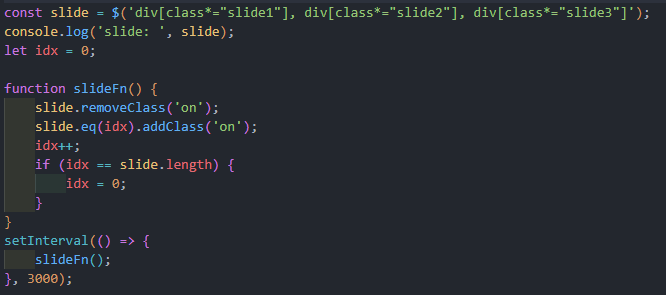 const slide = $('div[class*="slide1"], div[class*="slide2"], div[class*="slide3"]');
console.log('slide: ', slide);
let idx = 0;

function slideFn() {
    slide.removeClass('on');
    slide.eq(idx).addClass('on');
    idx++;
    if (idx == slide.length) {
        idx = 0;
    }
}
setInterval(() => {
    slideFn();
}, 3000);